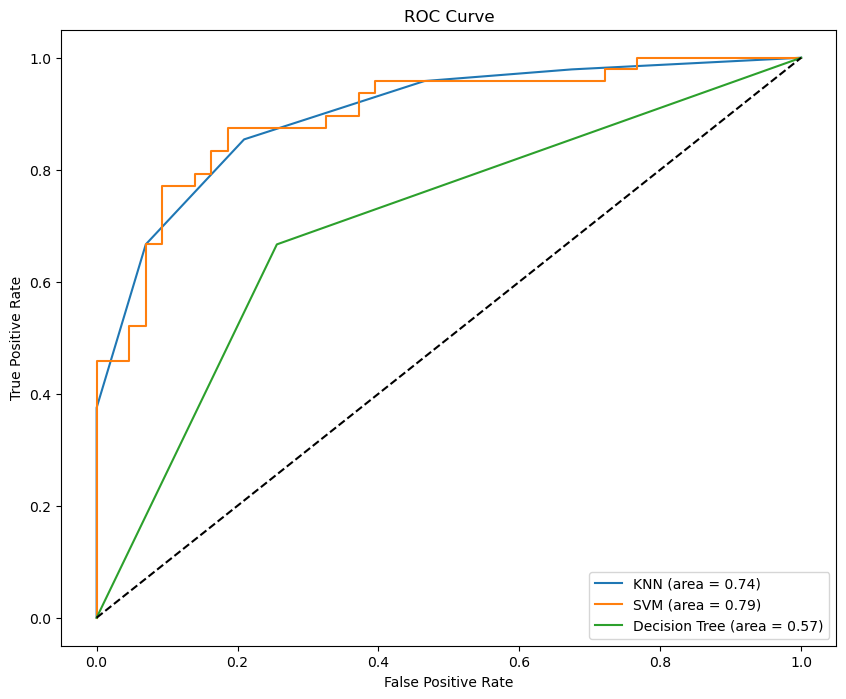 ROC Curve
1.0
0.8
0.6
0.4
0.2
0.0
True Positive Rate
0.0 0.2 0.4 0.6 0.8 1.0
False Positive Rate
KNN (area = 0.74)
SVM (area = 0.79)
Decision Tree (area = 0.57)